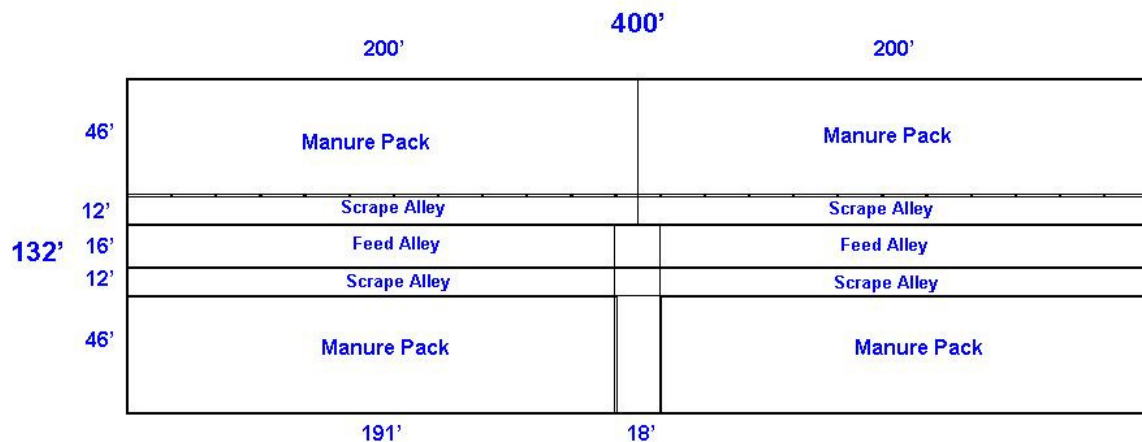 400’
200’ 200’
46’ Manure Pack Manure Pack
12’ Scrape Alley Scrape Alley
132’ 16’ Feed Alley Feed Alley
12’ Scrape Alley Scrape Alley
46’ Manure Pack Manure Pack
191’ 18’